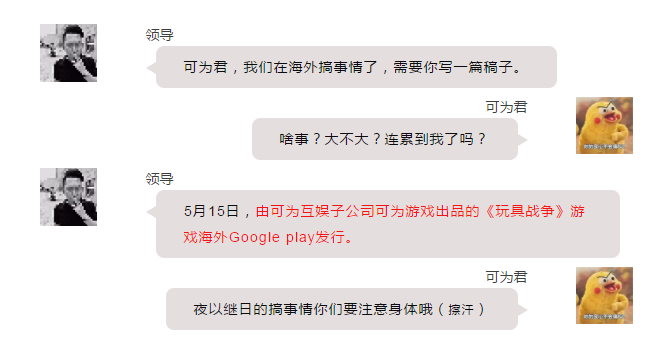 领导
可为君，我们在海外搞事情了，需要你写一篇稿子。
可为君
啥事？大不大？连累到我了吗？
领导
5月15日，由可为互娱子公司可为游戏出品的《玩具战争》游
戏海外Google play发行。
可为君
夜以继日的搞事情你们要注意身体哦（擦汗）